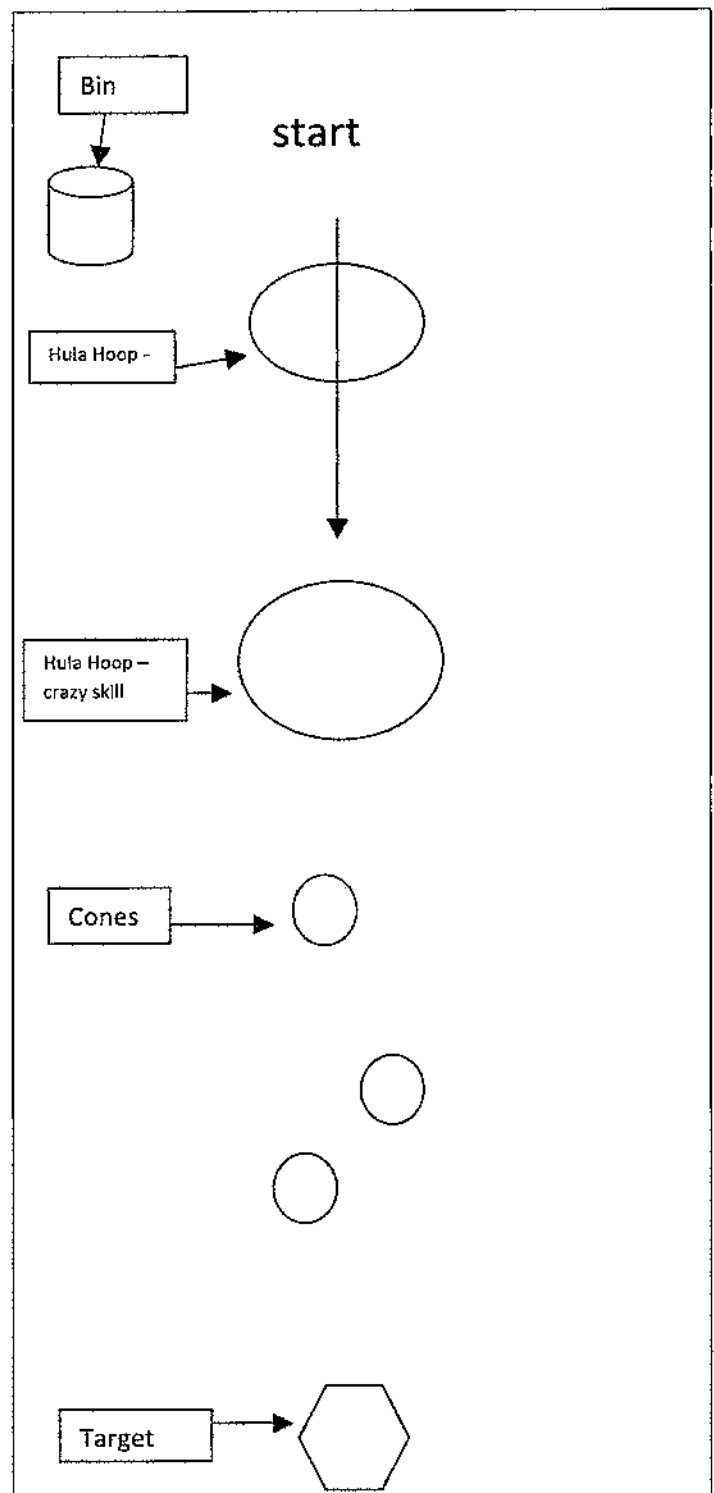 Bin
start
Hula Hoop -
Hula Hoop –
crazy skill
Cones
Target